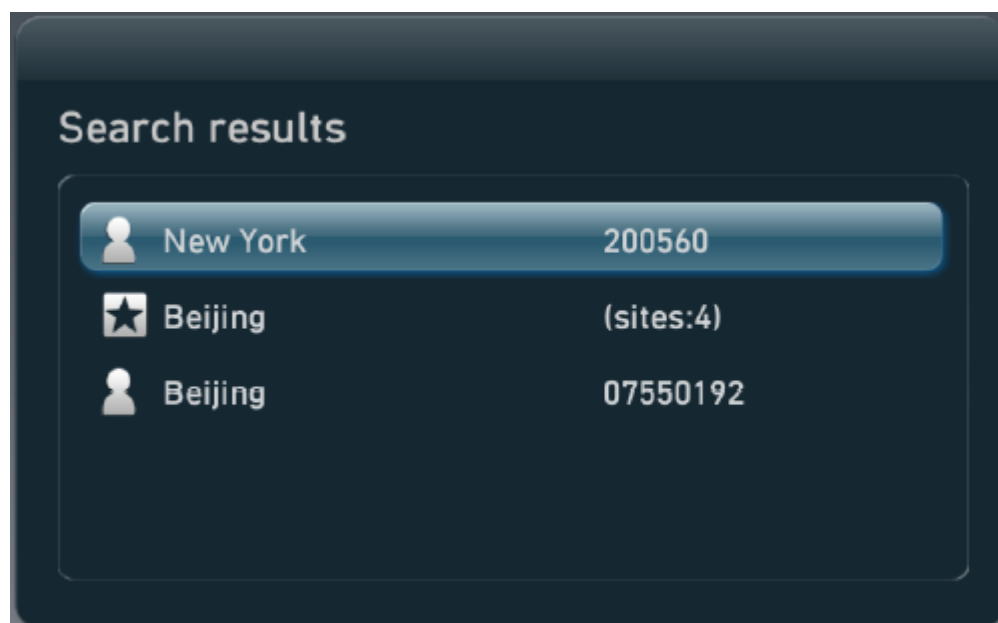 Search results
New York 200560
Beijing (sites:4)
Beijing 07550192